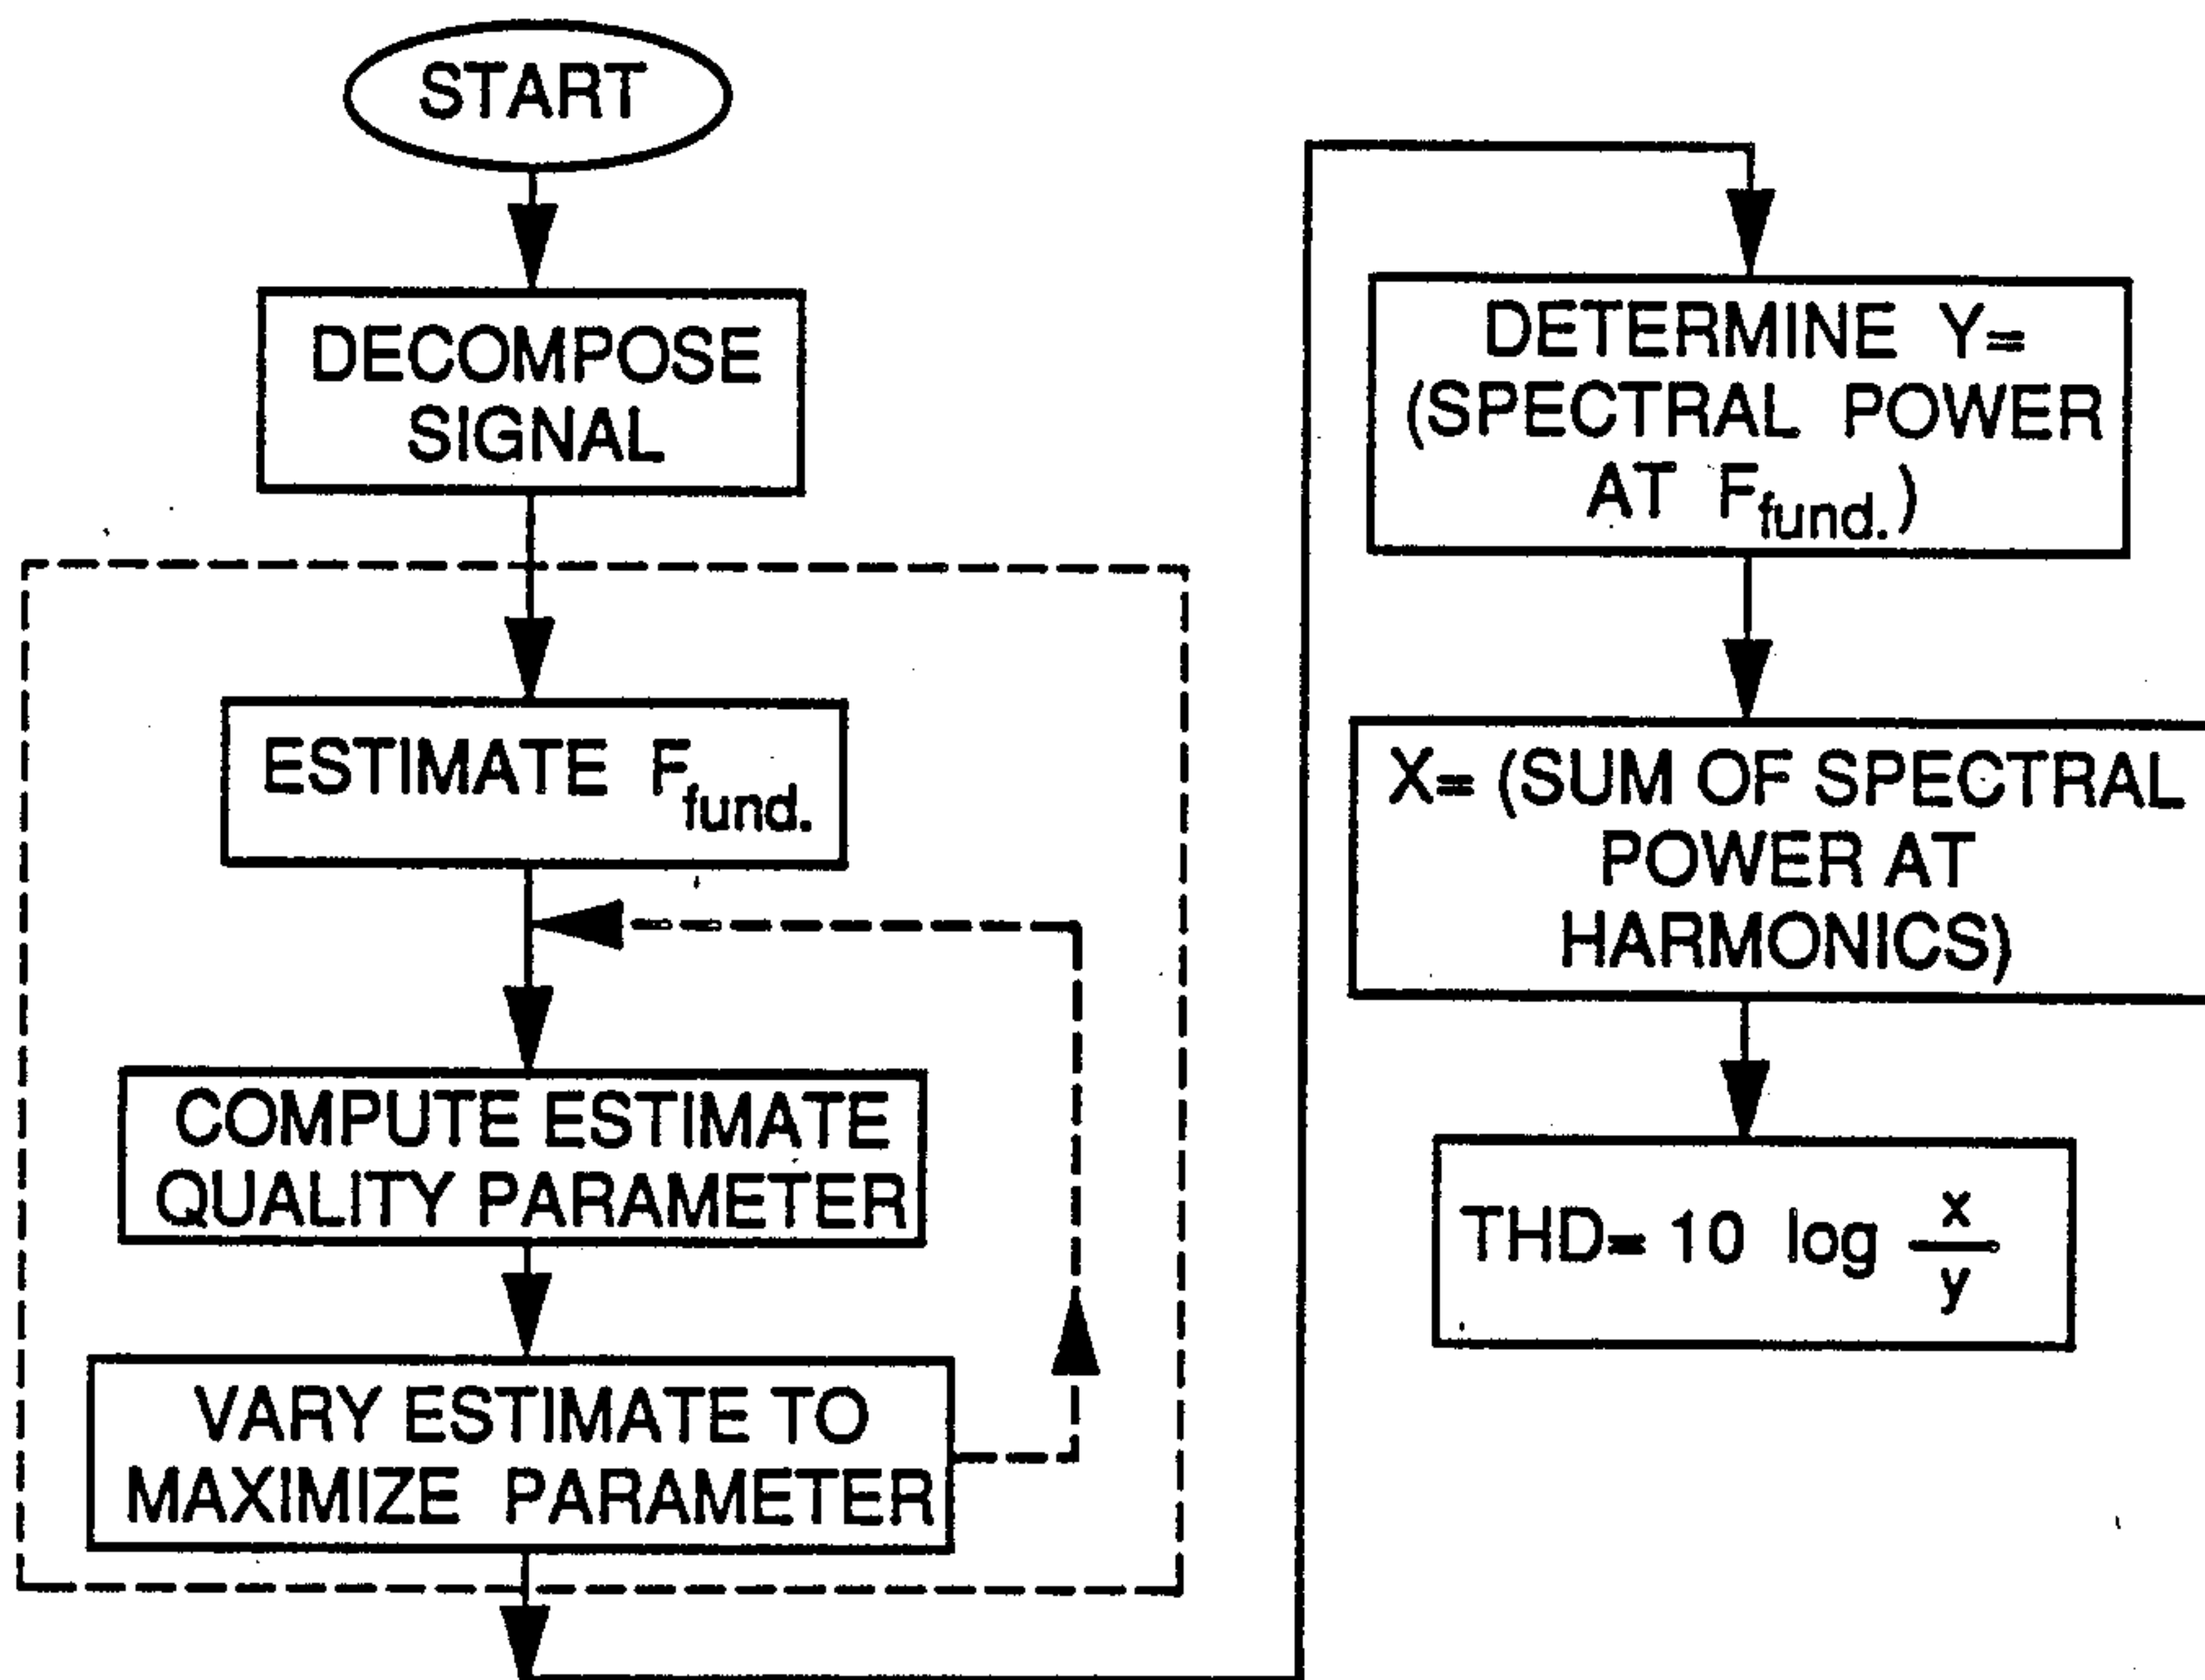 START
DECOMPOSE
SIGNAL
ESTIMATE F fund.
COMPUTE ESTIMATE
QUALITY PARAMETER
VARY ESTIMATE TO
MAXIMIZE PARAMETER
DETERMINE Y=
(SPECTRAL POWER
AT F fund.)
X= (SUM OF SPECTRAL
POWER AT
HARMONICS)
THD= 10 log x/y